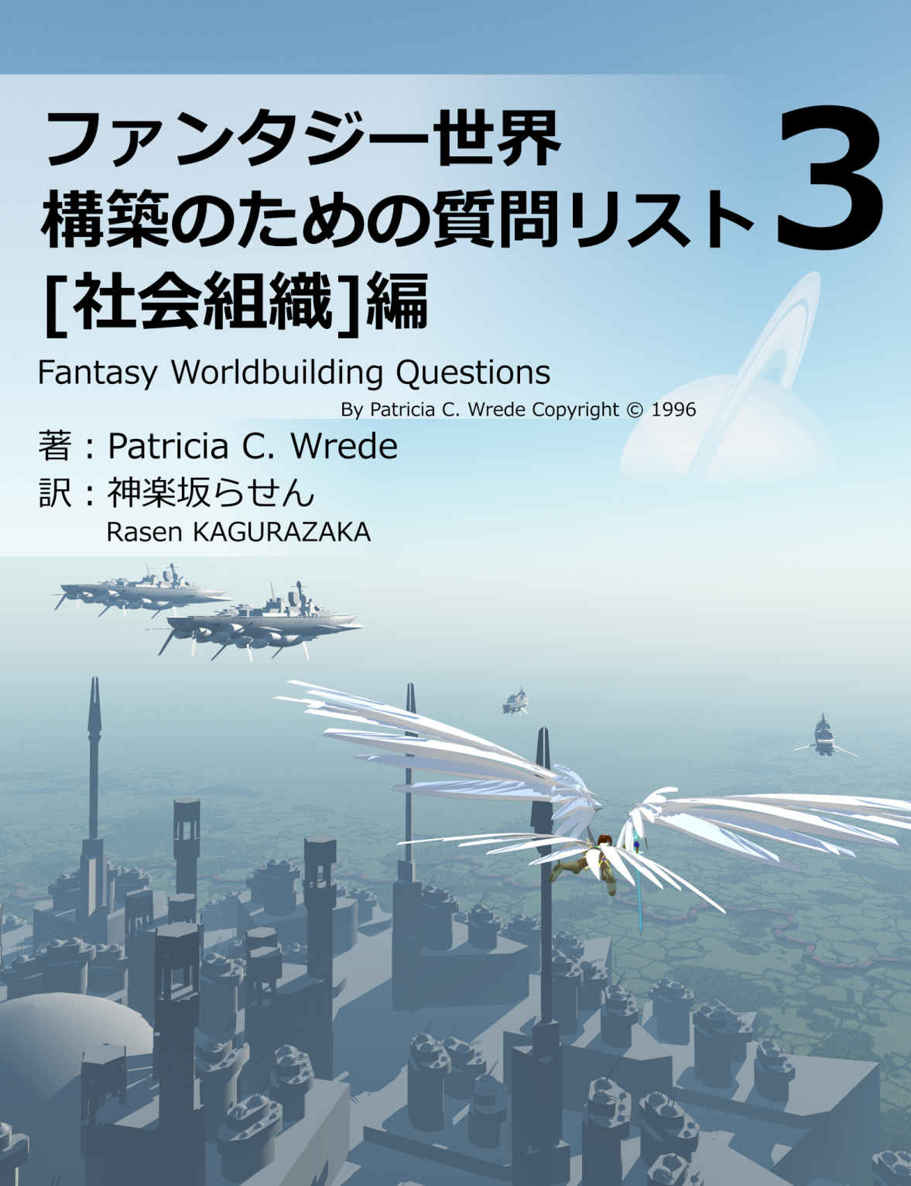 ファンタジー世界
構築のための質問リスト3
[社会組織]編
Fantasy Worldbuilding Questions
By Patricia C. Wrede Copyright © 1996
著：Patricia C. Wrede
訳：神楽坂らせん
Rasen KAGURAZAKA